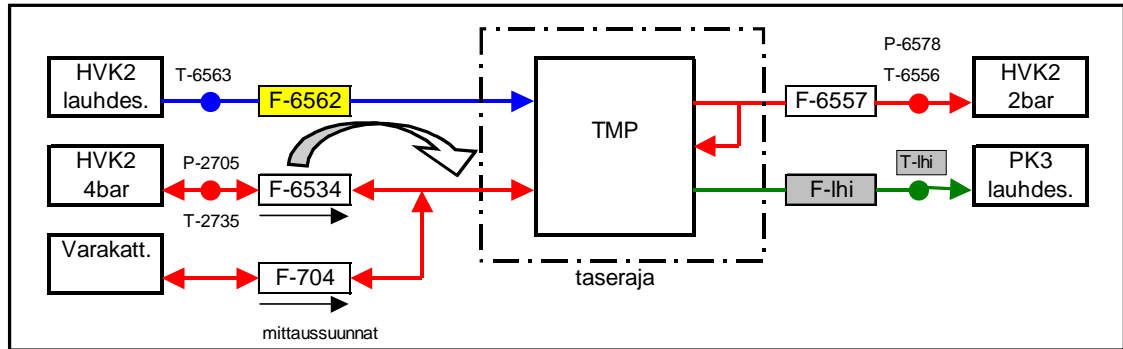 HVK2
lauhdes.
T-6563
F-6562
HVK2
4bar
P-2705
T-2735
F-6534
Varakatt.
F-704
mittaussuunnat
TMP
taseraja
F-6557
P-6578
T-6556
HVK2
2bar
F-lhi
T-lhi
PK3
lauhdes.